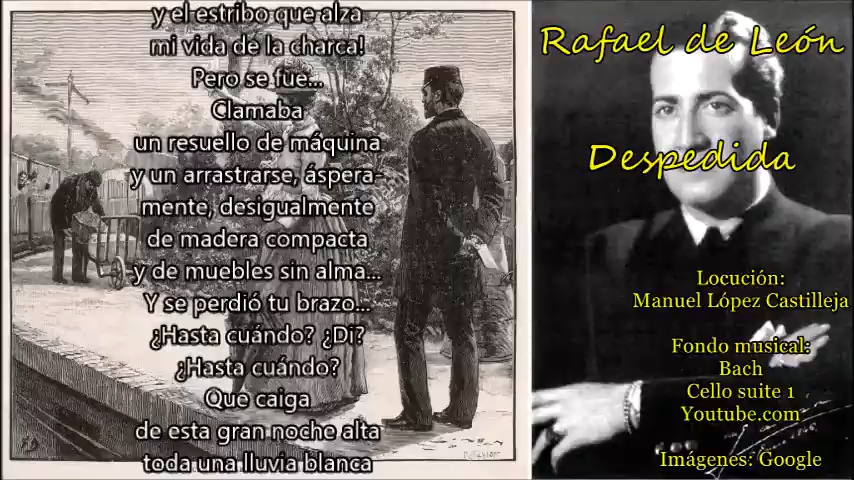 y el estribo que alza
mi vida de la charca!
Pero se fue...
Clamaba
un resuello de máquina
y un arrastrarse, áspera-
mente, desigualmente
de madera compacta
y de muebles sin alma...
Y se perdió tu brazo...
¿Hasta cuándo? ¿Di?
¿Hasta cuándo?
Que caiga
de esta gran noche alta
toda una lluvia blanca
Rafael de León
Despedida
Locución:
Manuel López Castilleja
Fondo musical:
Bach
Cello suite 1
Youtube.com
Imágenes: Google